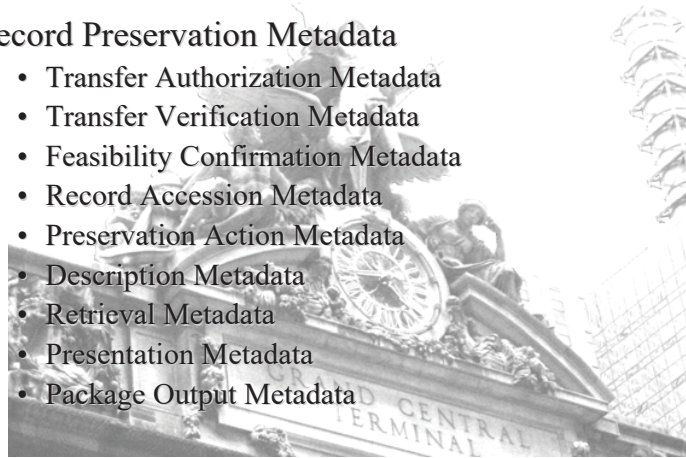 ecord Preservation Metadata
• Transfer Authorization Metadata
• Transfer Verification Metadata
• Feasibility Confirmation Metadata
• Record Accession Metadata
• Preservation Action Metadata
• Description Metadata
• Retrieval Metadata
• Presentation Metadata
• Package Output Metadata
GRAND CENTRAL
TERMINAL